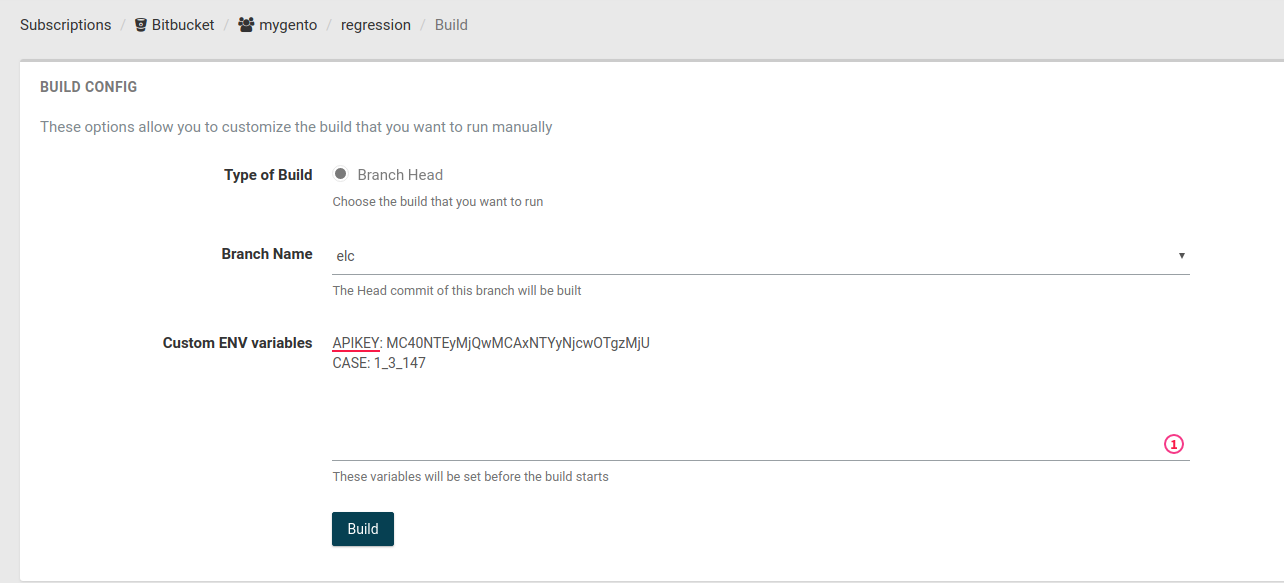 Subscriptions / Bitbucket / mygento / regression / Build
BUILD CONFIG
These options allow you to customize the build that you want to run manually
Type of Build Branch Head
Choose the build that you want to run
Branch Name elc
The Head commit of this branch will be built
Custom ENV variables APIKEY: MC40NTEyMjQwMCAxNTYyNjcwOTgzMjU
CASE: 1_3_147
1
These variables will be set before the build starts
Build